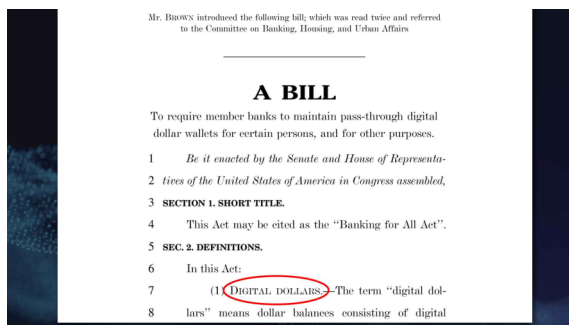 Mr. BROWN introduced the following bill; which was read twice and referred
to the Committee on Banking, Housing, and Urban Affairs
A BILL
To require member banks to maintain pass-through digital
dollar wallets for certain persons, and for other purposes.
1 Be it enacted by the Senate and House of Representa-
2 tives of the United States of America in Congress assembled,
3 SECTION 1. SHORT TITLE.
4 This Act may be cited as the “Banking for All Act”.
5 SEC. 2. DEFINITIONS.
6 In this Act:
7 (1) DIGITAL DOLLARS.—The term “digital dol-
8 lars” means dollar balances consisting of digital